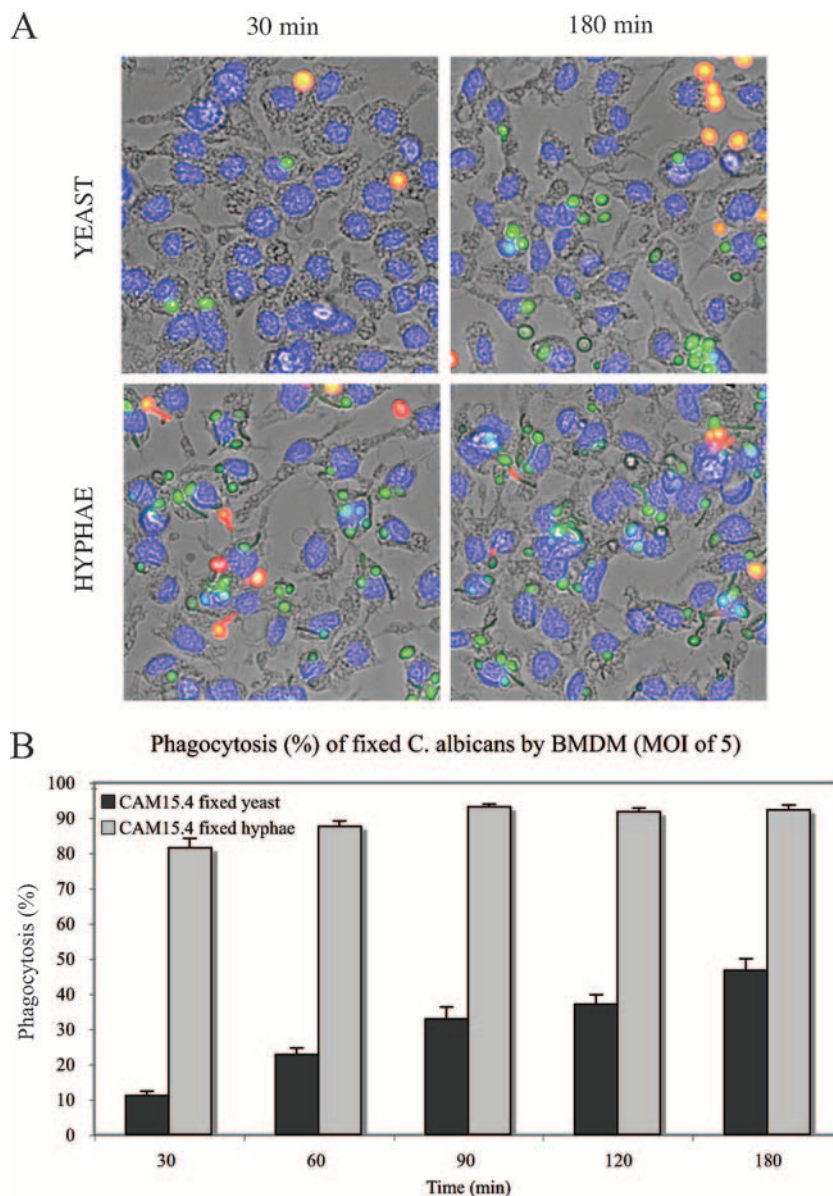 A
30 min
180 min
YEAST
HYPHAE
B
Phagocytosis (%) of fixed C. albicans by BMDM (MOI of 5)
CAM15.4 fixed yeast
CAM15.4 fixed hyphae
Phagocytosis (%)
100
90
80
70
60
50
40
30
20
10
0
30
60
90
120
180
Time (min)